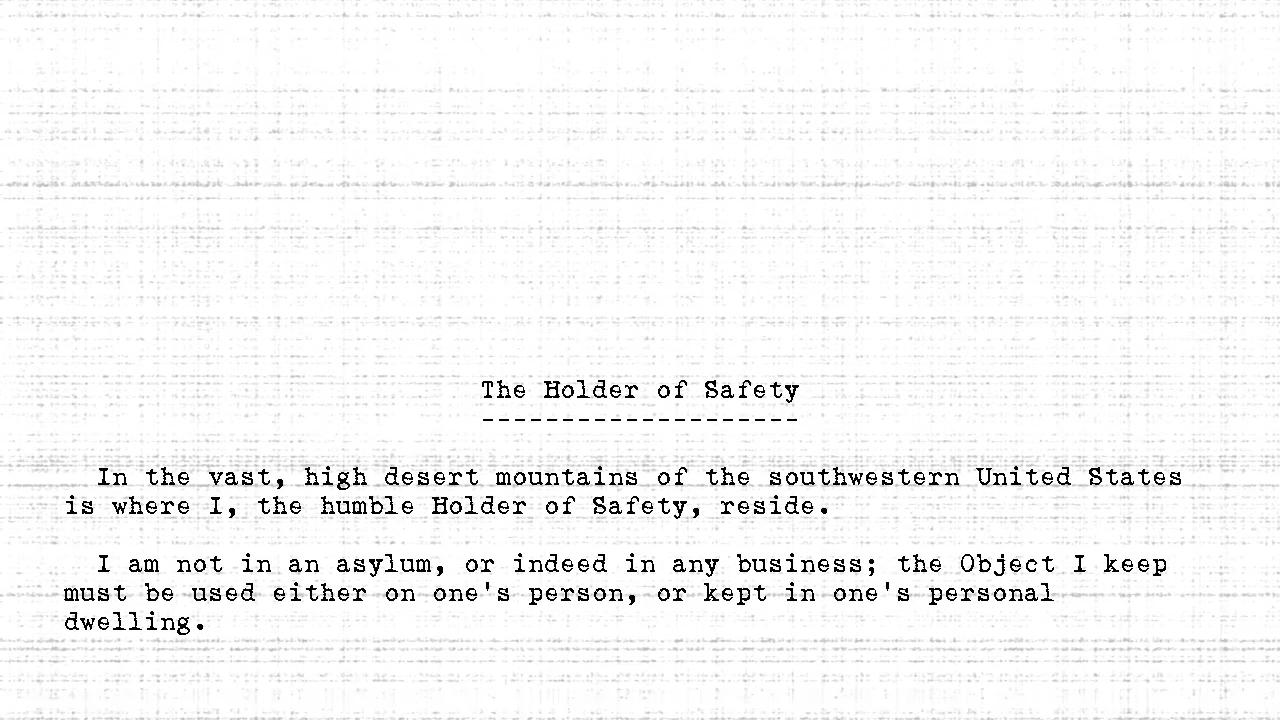 The Holder of Safety
--------------------
In the vast, high desert mountains of the southwestern United States
is where I, the humble Holder of Safety, reside.
I am not in an asylum, or indeed in any business; the Object I keep
must be used either on one's person, or kept in one's personal
dwelling.